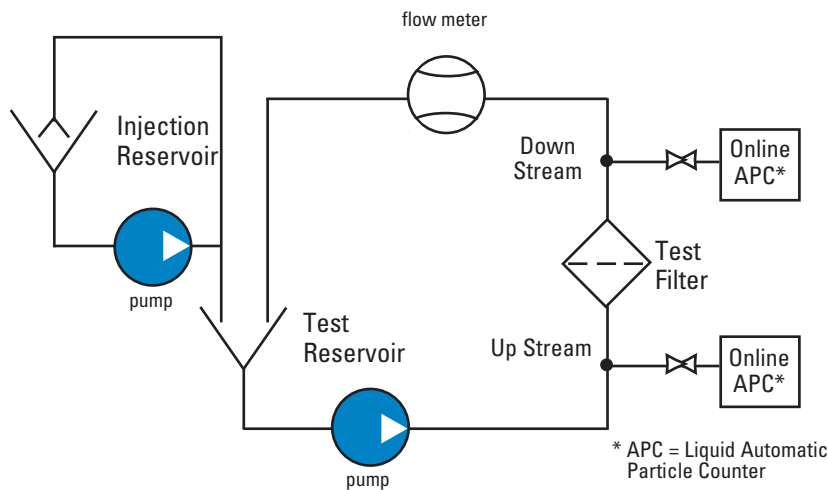 flow meter
Injection
Reservoir
Down
Stream
Online
APC*
pump
Test
Filter
Test
Reservoir
Up Stream
Online
APC*
pump
* APC = Liquid Automatic
Particle Counter